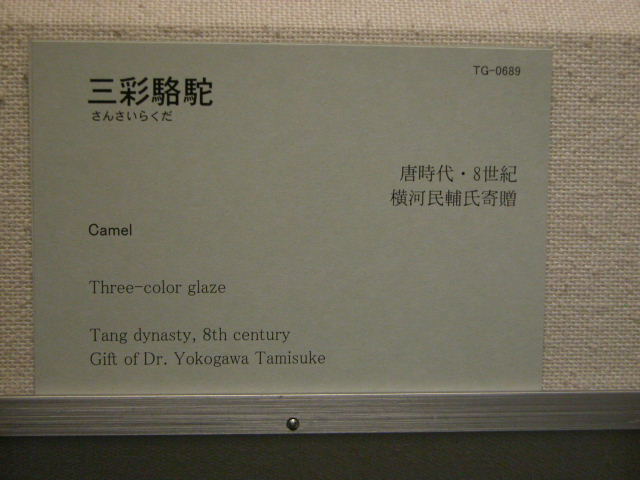 TG-0689
三彩駱駝
さんさいらくだ
唐時代・8世紀
横河民輔氏寄贈
Camel
Three-color glaze
Tang dynasty, 8th century
Gift of Dr. Yokogawa Tamisuke